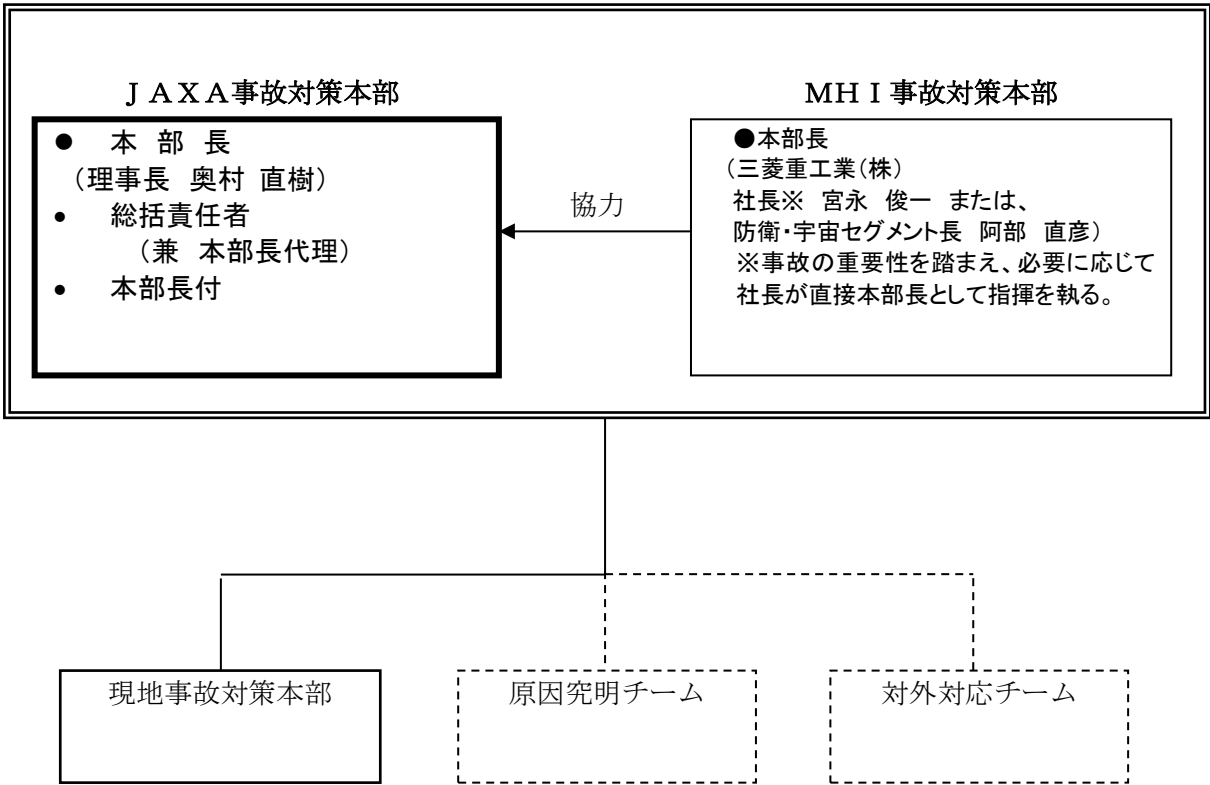 ＪＡＸＡ事故対策本部
● 本 部 長
（理事長 奥村 直樹）
• 総括責任者
（兼 本部長代理）
• 本部長付
協力
ＭＨＩ事故対策本部
●本部長
（三菱重工業（株）
社長※ 宮永 俊一 または、
防衛・宇宙セグメント長 阿部 直彦）
※事故の重要性を踏まえ、必要に応じて
社長が直接本部長として指揮を執る。
現地事故対策本部
原因究明チーム
対外対応チーム